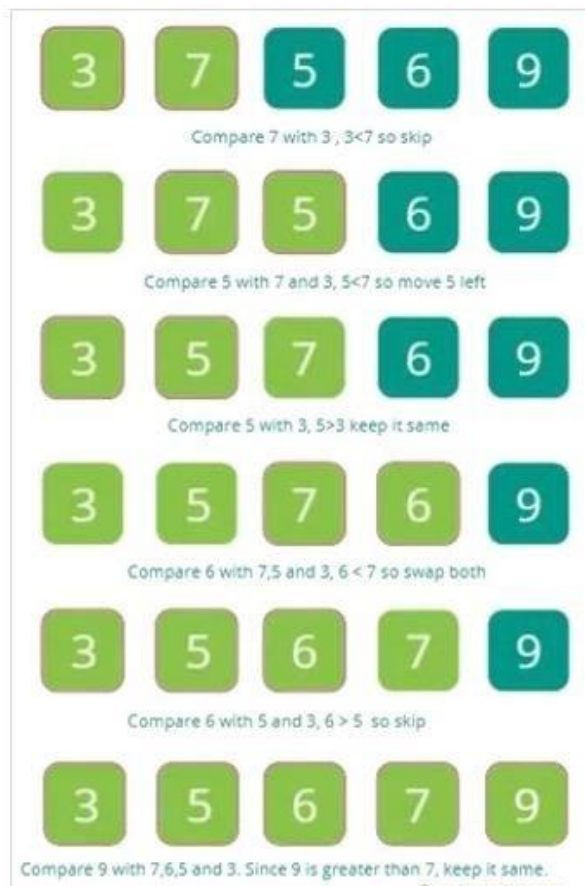 3 7 5 6 9
Compare 7 with 3 , 3<7 so skip
3 7 5 6 9
Compare 5 with 7 and 3, 5<7 so move 5 left
3 5 7 6 9
Compare 5 with 3, 5>3 keep it same
3 5 7 6 9
Compare 6 with 7,5 and 3, 6 < 7 so swap both
3 5 6 7 9
Compare 6 with 5 and 3, 6 > 5 so skip
3 5 6 7 9
Compare 9 with 7,6,5 and 3. Since 9 is greater than 7, keep it same.